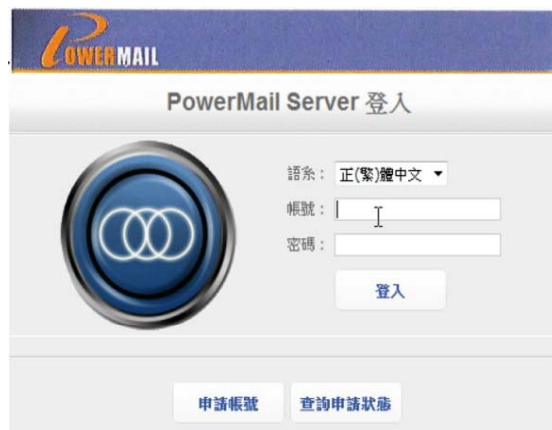 POWERMAIL
PowerMail Server 登入
語系： 正(繁)體中文
帳號：
密碼：
登入
申請帳號 查詢申請狀態